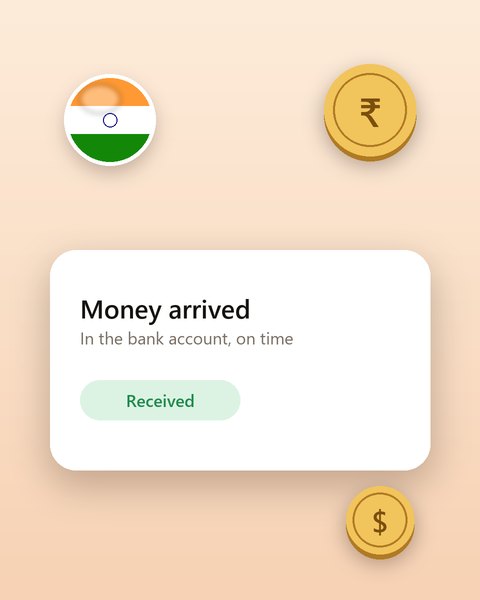 ₹
Money arrived
In the bank account, on time
Received
$